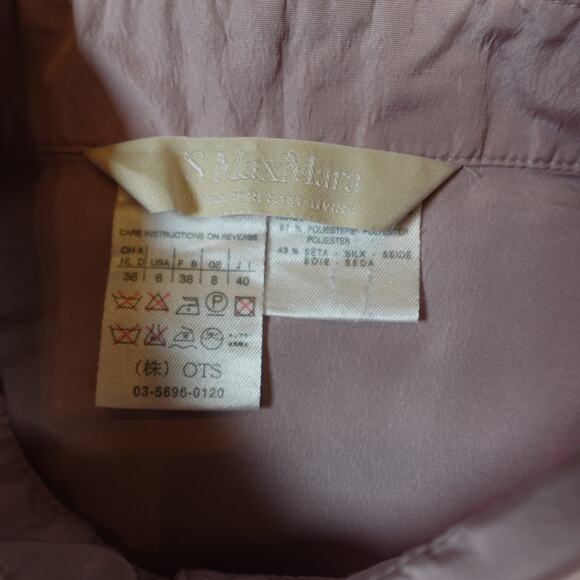 'S MaxMara
CARE INSTRUCTIONS ON REVERSE
CH A
NL D USA F B GB J I
36 6 38 8 40
P
(株) OTS
03-5696-0120
57 % POLIESTERE POLYESTER
POLIESTER
43 % SETA - SILK - SEIDE
SOIE - SEDA